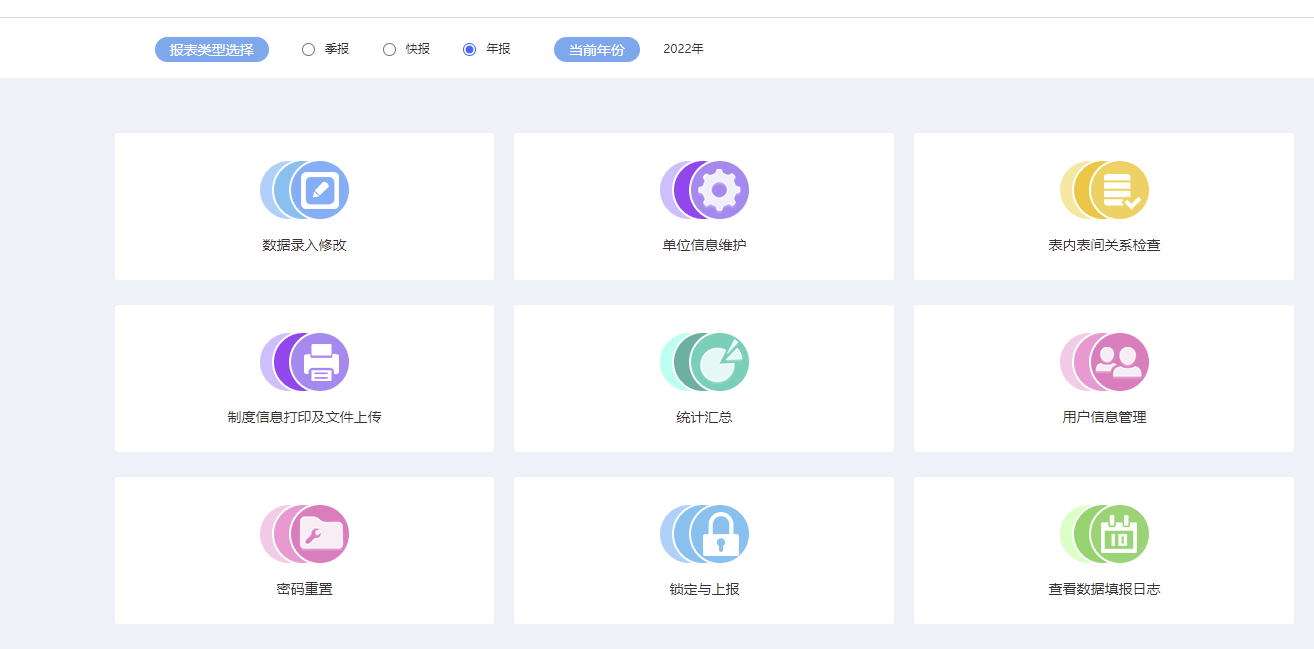 报表类型选择 季报 快报 年报 当前年份 2022年
数据录入修改 单位信息维护 表内表间关系检查
制度信息打印及文件上传 统计汇总 用户信息管理
密码重置 锁定与上报 查看数据填报日志